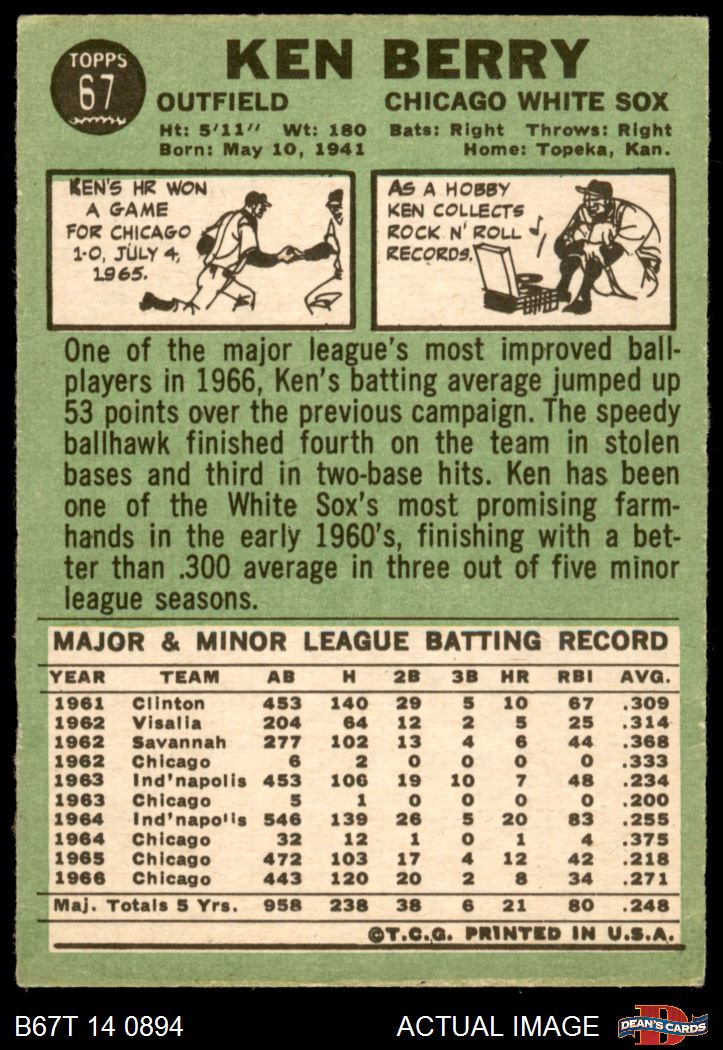 TOPPS
67
KEN BERRY
OUTFIELD CHICAGO WHITE SOX
Ht: 5'11" Wt: 180 Bats: Right Throws: Right
Born: May 10, 1941 Home: Topeka, Kan.
KEN'S HR WON
A GAME
FOR CHICAGO
1-0, JULY 4,
1965.
AS A HOBBY
KEN COLLECTS
ROCK N' ROLL
RECORDS.
One of the major league's most improved ball-
players in 1966, Ken's batting average jumped up
53 points over the previous campaign. The speedy
ballhawk finished fourth on the team in stolen
bases and third in two-base hits. Ken has been
one of the White Sox's most promising farm-
hands in the early 1960's, finishing with a bet-
ter than .300 average in three out of five minor
league seasons.
MAJOR & MINOR LEAGUE BATTING RECORD
YEAR TEAM AB H 2B 3B HR RBI AVG.
1961 Clinton 453 140 29 5 10 67 .309
1962 Visalia 204 64 12 2 5 25 .314
1962 Savannah 277 102 13 4 6 44 .368
1962 Chicago 6 2 0 0 0 0 .333
1963 Ind'napolis 453 106 19 10 7 48 .234
1963 Chicago 5 1 0 0 0 0 .200
1964 Ind'napolis 546 139 26 5 20 83 .255
1964 Chicago 32 12 1 0 1 4 .375
1965 Chicago 472 103 17 4 12 42 .218
1966 Chicago 443 120 20 2 8 34 .271
Maj. Totals 5 Yrs. 958 238 38 6 21 80 .248
©T.C.G. PRINTED IN U.S.A.
B67T 14 0894 ACTUAL IMAGE D DEAN'S CARDS